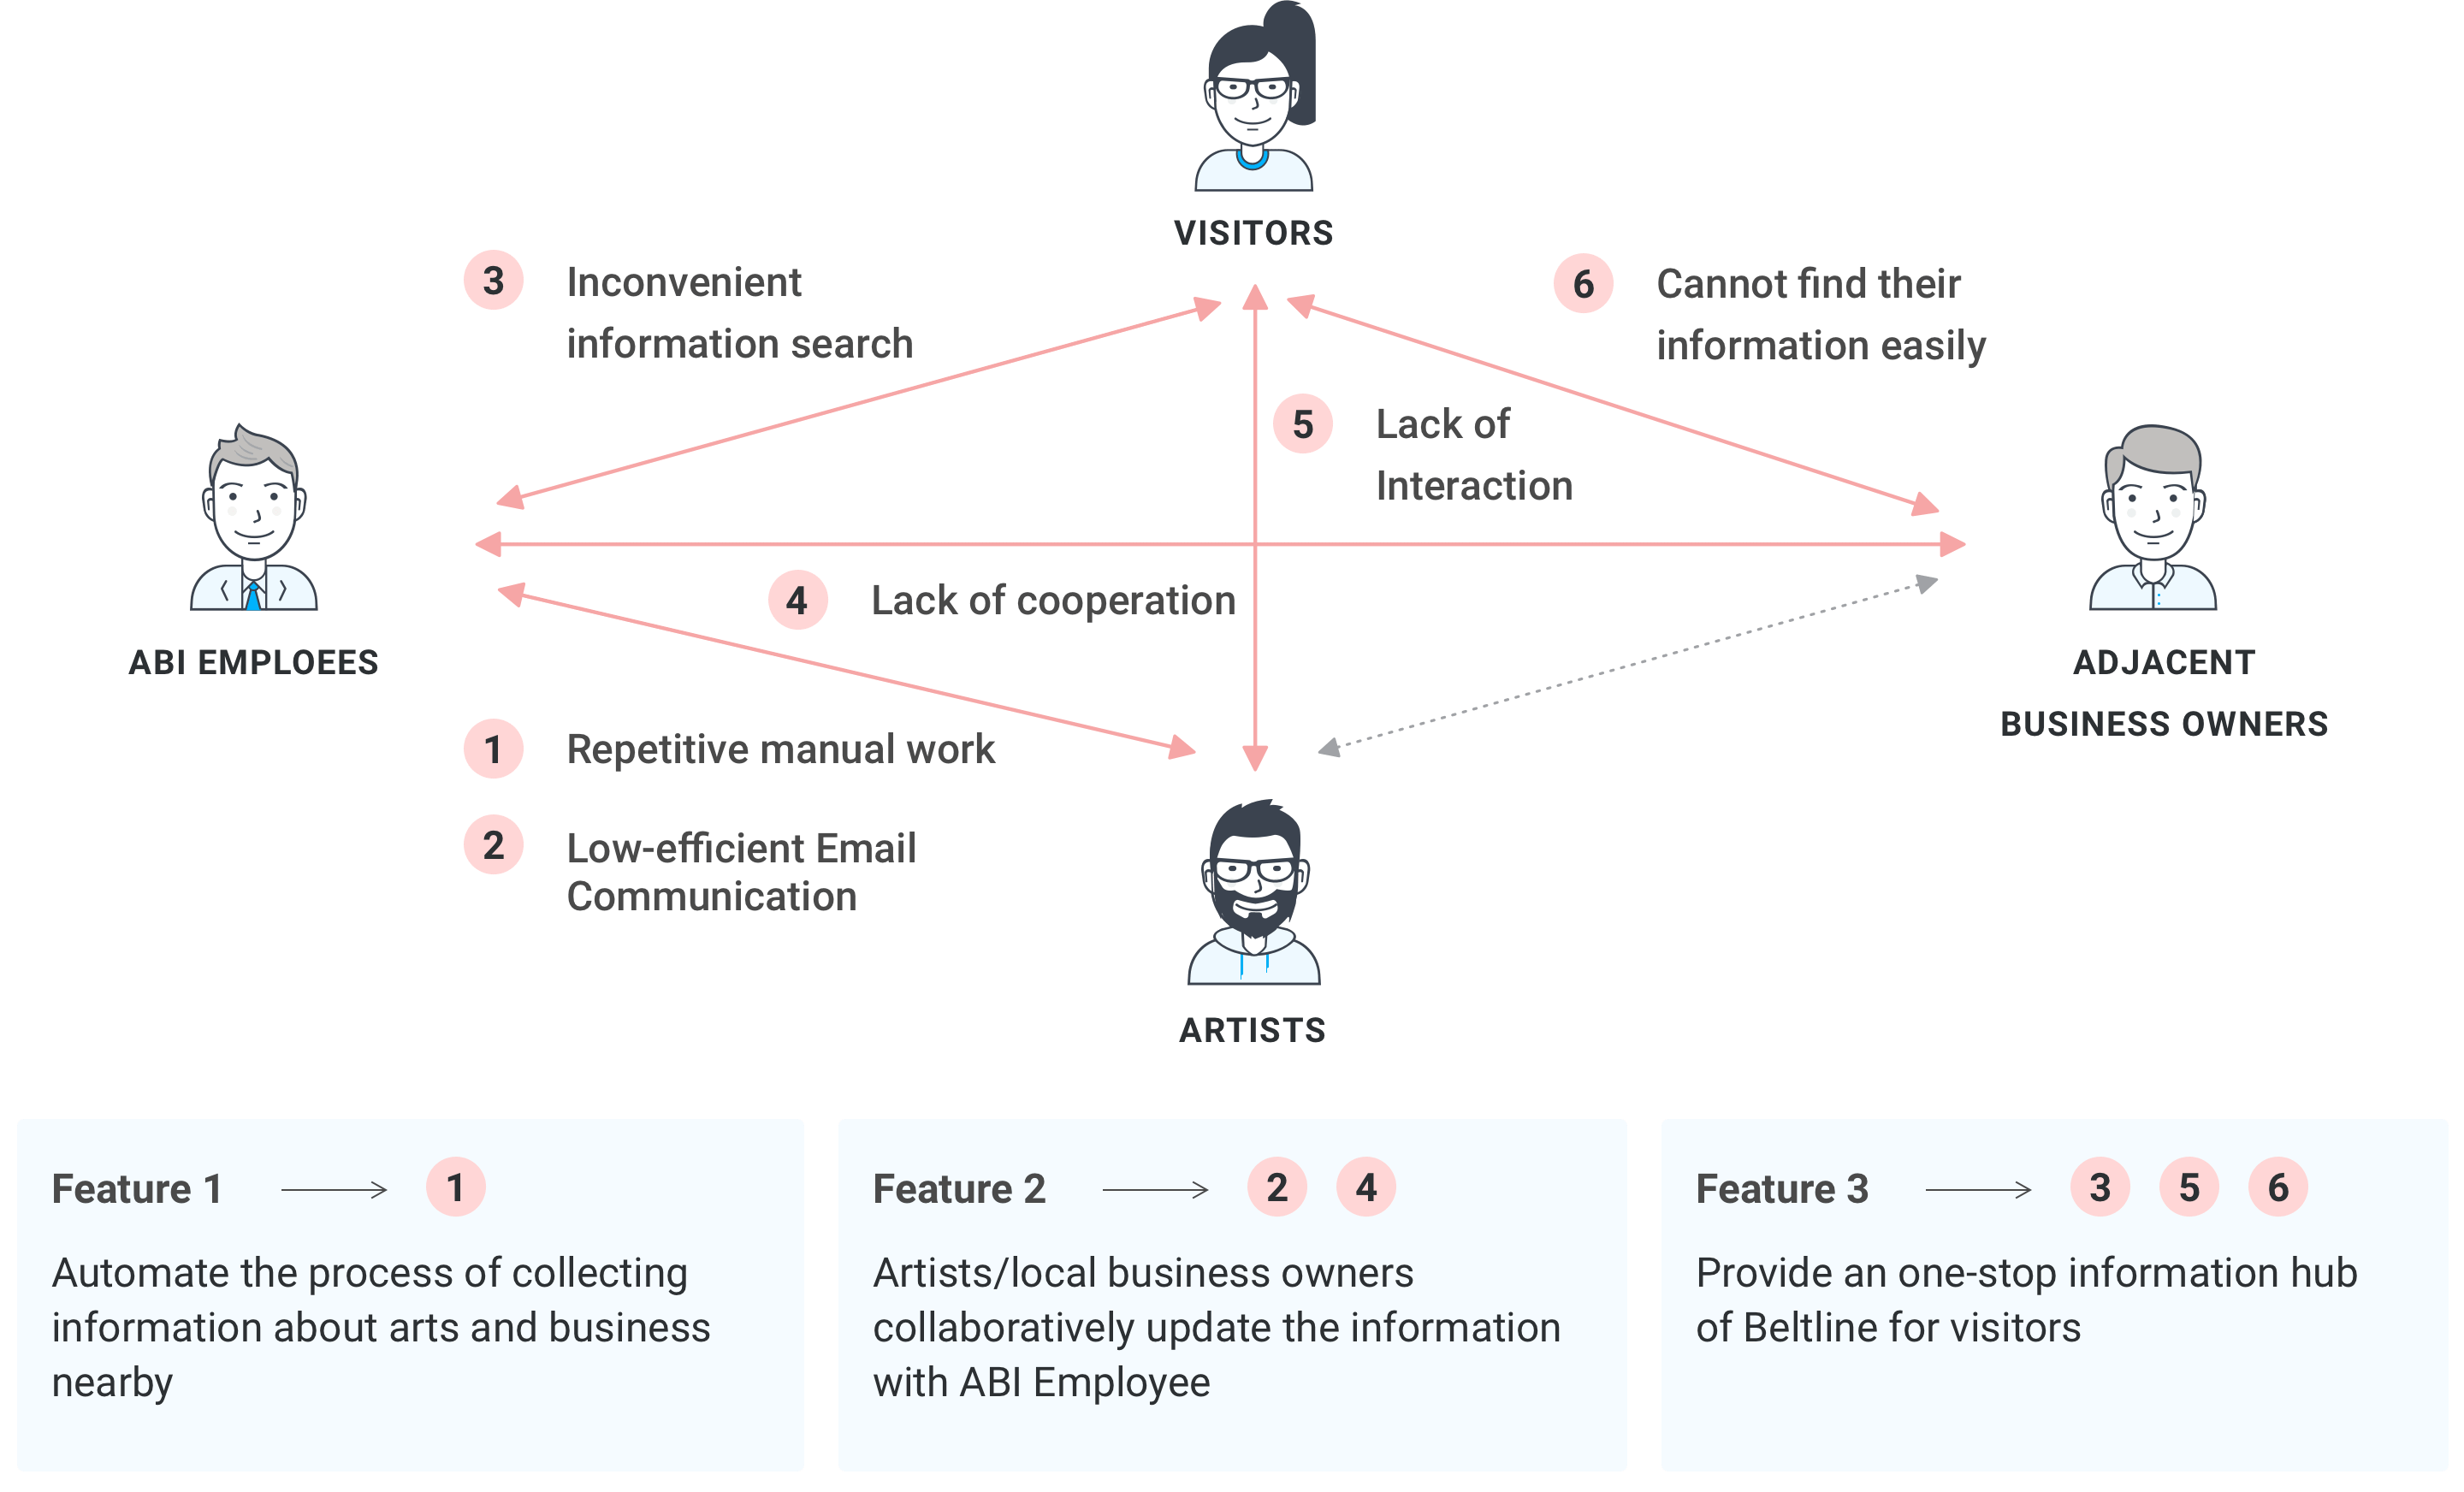 VISITORS
3
Inconvenient
information search
6
Cannot find their
information easily
5
Lack of
Interaction
4
Lack of cooperation
ABI EMPLOEES
ADJACENT
BUSINESS OWNERS
1
Repetitive manual work
2
Low-efficient Email
Communication
ARTISTS
Feature 1 1
Automate the process of collecting
information about arts and business
nearby
Feature 2 2 4
Artists/local business owners
collaboratively update the information
with ABI Employee
Feature 3 3 5 6
Provide an one-stop information hub
of Beltline for visitors